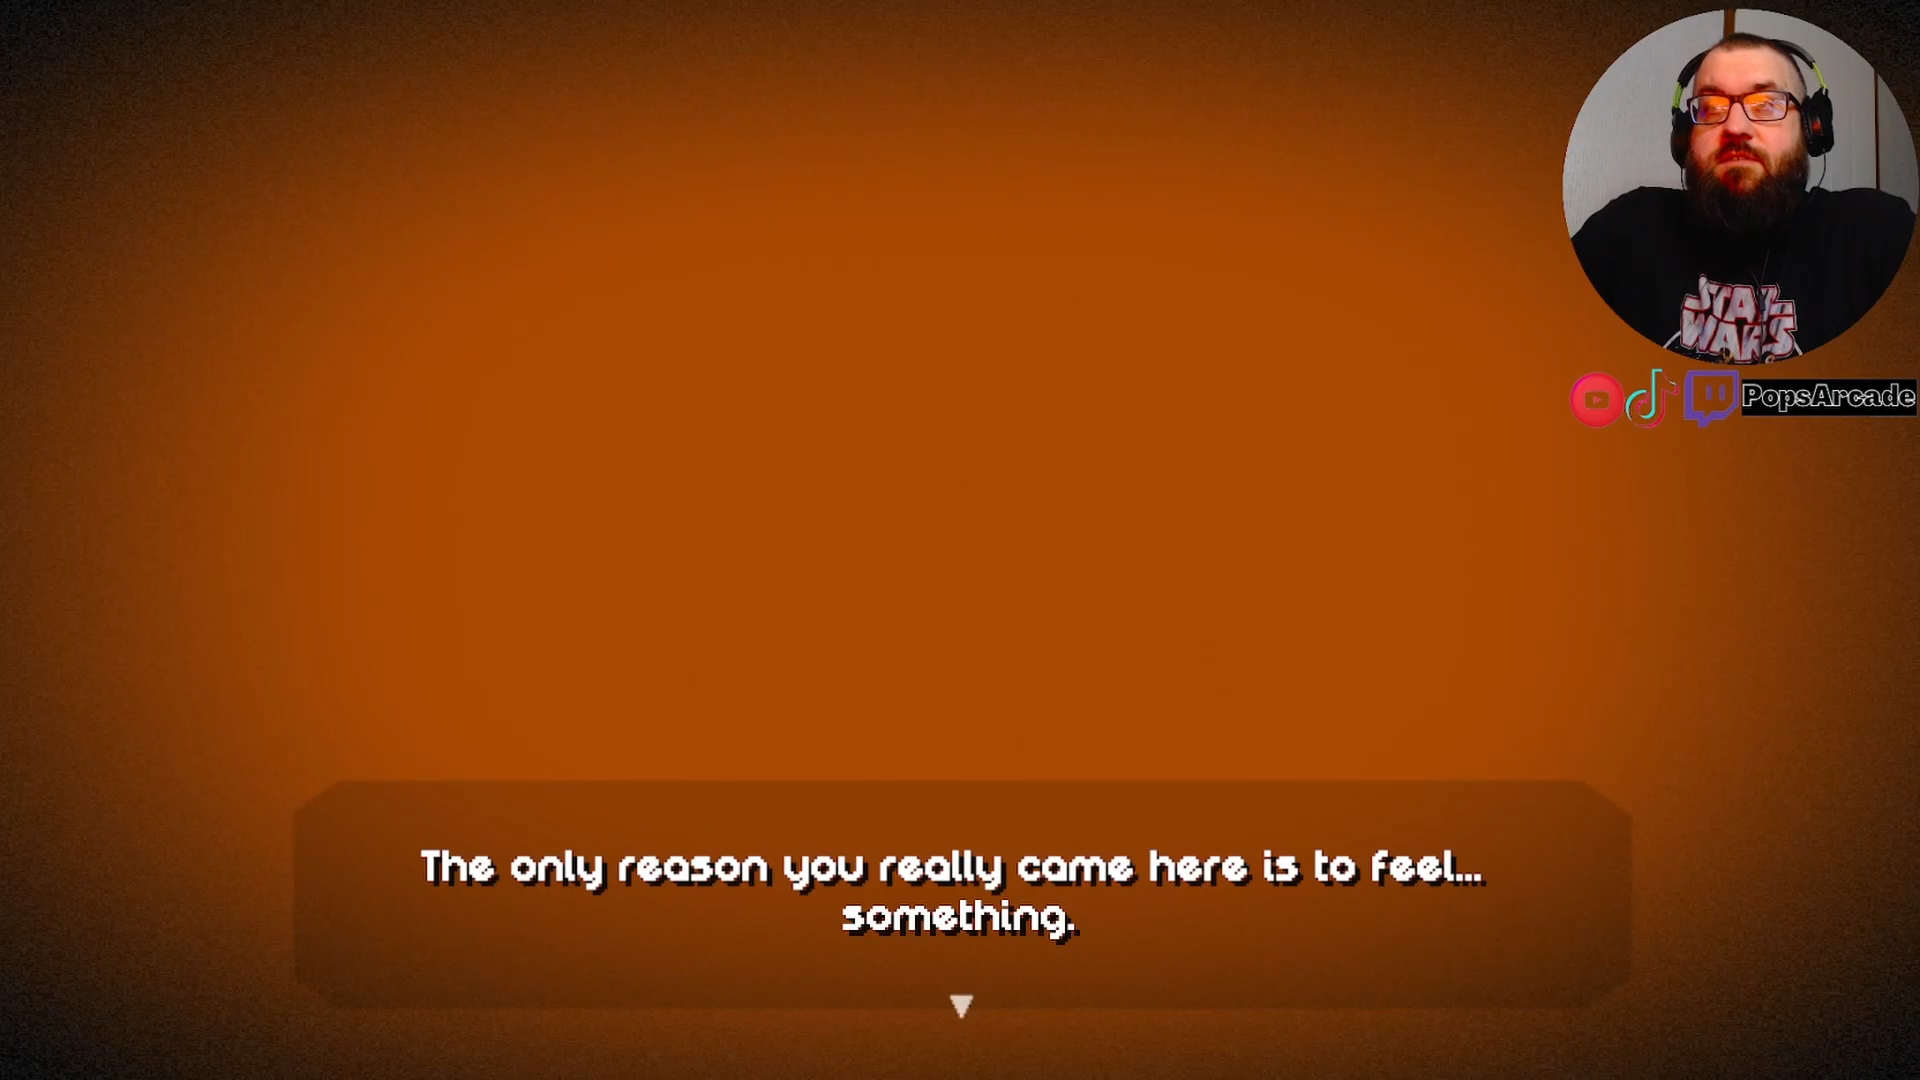 STAR
WARS
PopsArcade
The only reason you really came here is to feel...
something.